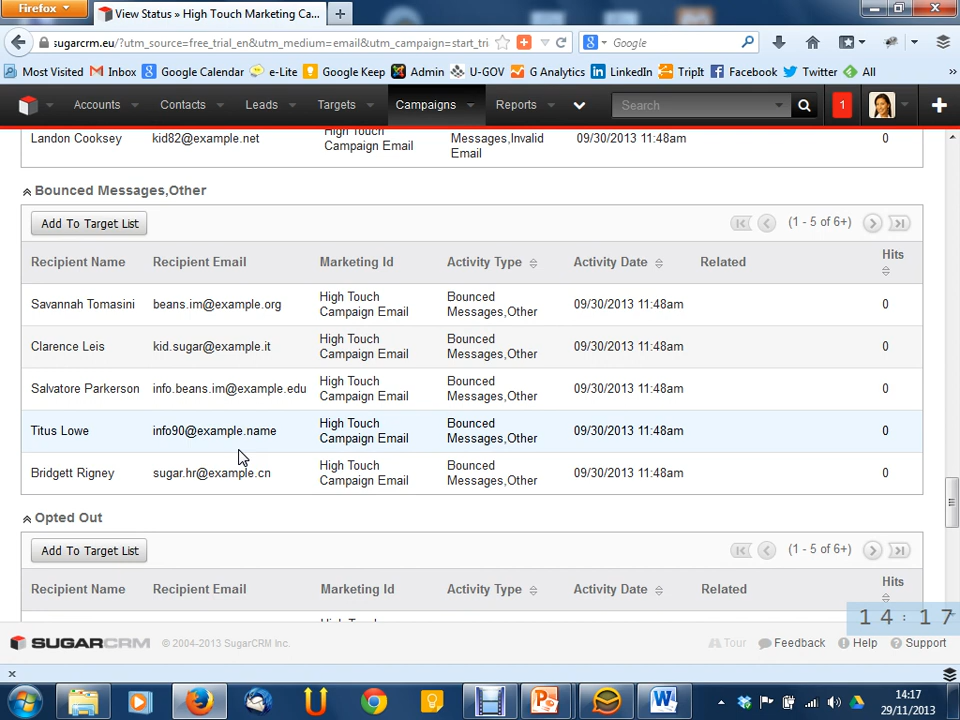 Firefox
View Status » High Touch Marketing Ca...
sugarcrm.eu/?utm_source=free_trial_en&utm_medium=email&utm_campaign=start_tri
Google
Most Visited Inbox Google Calendar e-Lite Google Keep Admin U-GOV G Analytics LinkedIn TripIt Facebook Twitter All »
Accounts Contacts Leads Targets Campaigns Reports Search 1
Landon Cooksey kid82@example.net High Touch Campaign Email Messages,Invalid Email 09/30/2013 11:48am 0
Bounced Messages,Other
Add To Target List (1 - 5 of 6+)
Recipient Name Recipient Email Marketing Id Activity Type Activity Date Related Hits
Savannah Tomasini beans.im@example.org High Touch Campaign Email Bounced Messages,Other 09/30/2013 11:48am 0
Clarence Leis kid.sugar@example.it High Touch Campaign Email Bounced Messages,Other 09/30/2013 11:48am 0
Salvatore Parkerson info.beans.im@example.edu High Touch Campaign Email Bounced Messages,Other 09/30/2013 11:48am 0
Titus Lowe info90@example.name High Touch Campaign Email Bounced Messages,Other 09/30/2013 11:48am 0
Bridgett Rigney sugar.hr@example.cn High Touch Campaign Email Bounced Messages,Other 09/30/2013 11:48am 0
Opted Out
Add To Target List (1 - 5 of 6+)
Recipient Name Recipient Email Marketing Id Activity Type Activity Date Related Hits
14:17
SUGARCRM © 2004-2013 SugarCRM Inc. Tour Feedback Help Support
14:17
29/11/2013